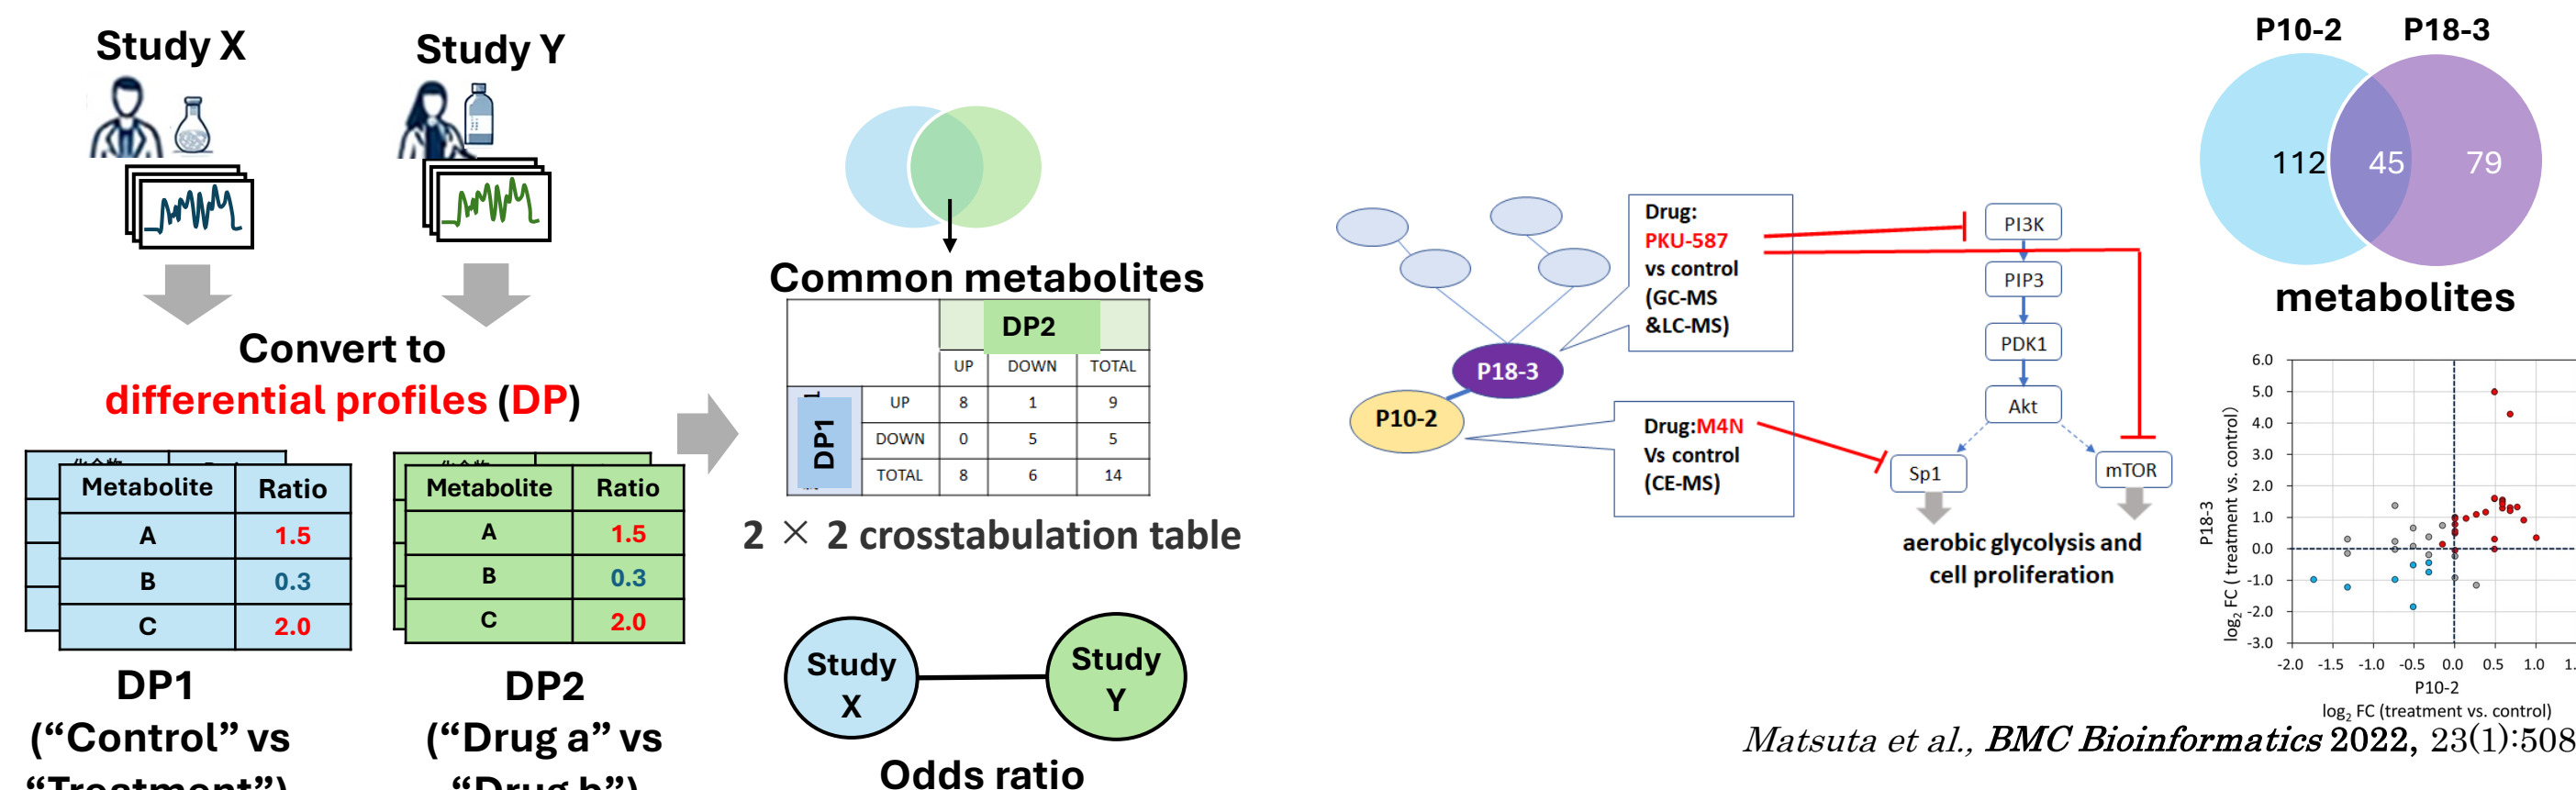 Study X
Study Y
Convert to
differential profiles (DP)
Metabolite Ratio
A 1.5
B 0.3
C 2.0
DP1
(“Control” vs
“Treatment”)
Metabolite Ratio
A 1.5
B 0.3
C 2.0
DP2
(“Drug a” vs
“Drug b”)
Common metabolites
DP2
UP DOWN TOTAL
DP1
UP 8 1 9
DOWN 0 5 5
TOTAL 8 6 14
2 × 2 crosstabulation table
Study
X
Study
Y
Odds ratio
P18-3
P10-2
Drug:
PKU-587
vs control
(GC-MS
&LC-MS)
Drug:M4N
Vs control
(CE-MS)
PI3K
PIP3
PDK1
Akt
Sp1
mTOR
aerobic glycolysis and
cell proliferation
P10-2 P18-3
112 45 79
metabolites
P18-3
log2 FC ( treatment vs. control)
6.0
5.0
4.0
3.0
2.0
1.0
0.0
-1.0
-2.0
-3.0
-2.0 -1.5 -1.0 -0.5 0.0 0.5 1.0
P10-2
log2 FC (treatment vs. control)
Matsuta et al., BMC Bioinformatics 2022, 23(1):508